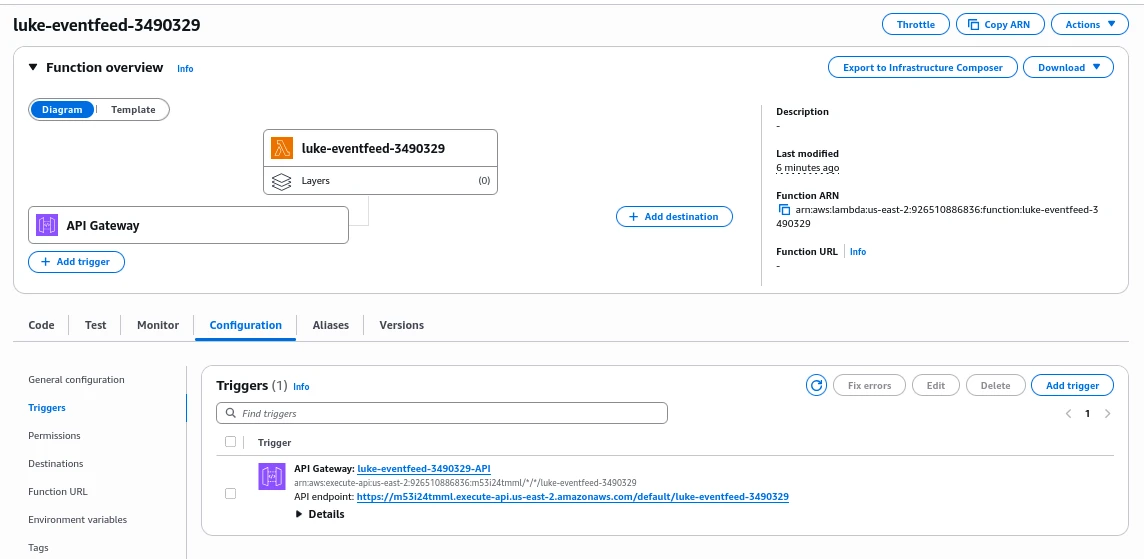 luke-eventfeed-3490329
Throttle
Copy ARN
Actions
Function overview
Info
Export to Infrastructure Composer
Download
Diagram
Template
luke-eventfeed-3490329
Layers
(0)
API Gateway
+ Add trigger
+ Add destination
Description
-
Last modified
6 minutes ago
Function ARN
arn:aws:lambda:us-east-2:926510886836:function:luke-eventfeed-3
490329
Function URL
Info
-
Code
Test
Monitor
Configuration
Aliases
Versions
General configuration
Triggers
Permissions
Destinations
Function URL
Environment variables
Tags
Triggers (1) Info
Fix errors
Edit
Delete
Add trigger
Find triggers
1
Trigger
API Gateway: luke-eventfeed-3490329-API
arn:aws:execute-api:us-east-2:926510886836:m53i24tmml/*/*/luke-eventfeed-3490329
API endpoint: https://m53i24tmml.execute-api.us-east-2.amazonaws.com/default/luke-eventfeed-3490329
Details